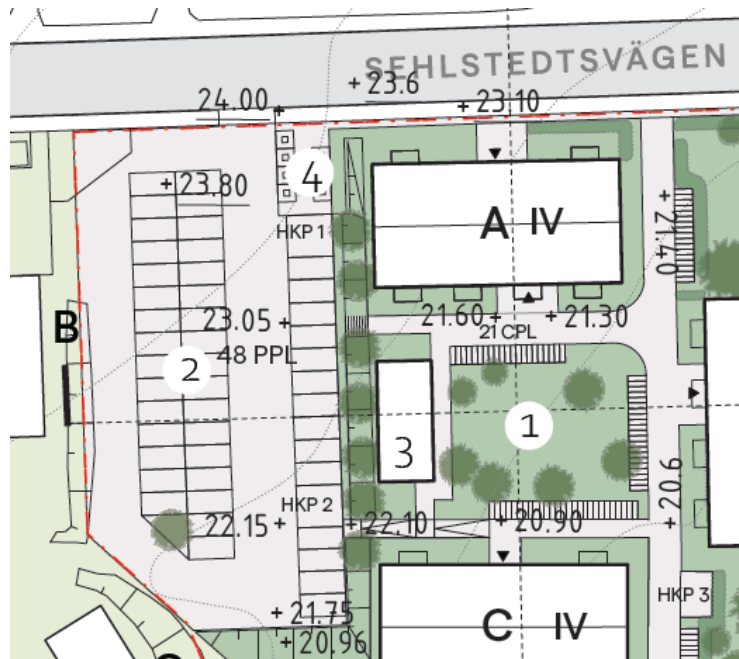 SEHLSTEDTSVÄGEN
+ 23.6
24.00 +
+ 23.10
4
+ 23.80
HKP 1
A IV
+ 21.40
B
23.05 +
21.60 +
+ 21.30
21 CPL
48 PPL
2
1
3
HKP 2
+ 20.6
22.15 +
+ 22.10
+ 20.90
HKP 3
+ 21.75
C IV
+ 20.96